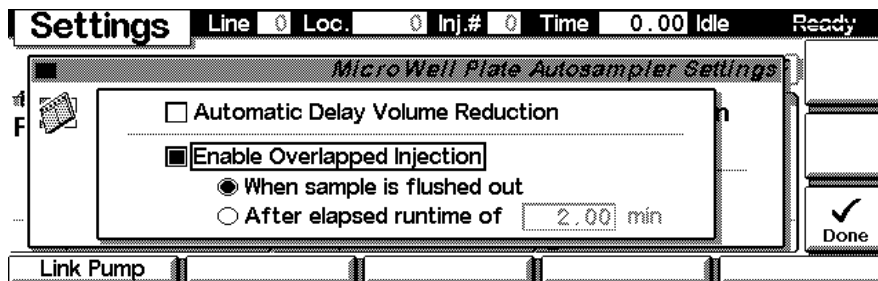 Settings Line 0 Loc. 0 Inj.# 0 Time 0.00 Idle Ready
MicroWell Plate Autosampler Settings
F
n
Automatic Delay Volume Reduction
Enable Overlapped Injection
When sample is flushed out
After elapsed runtime of 2.00 min
Done
Link Pump